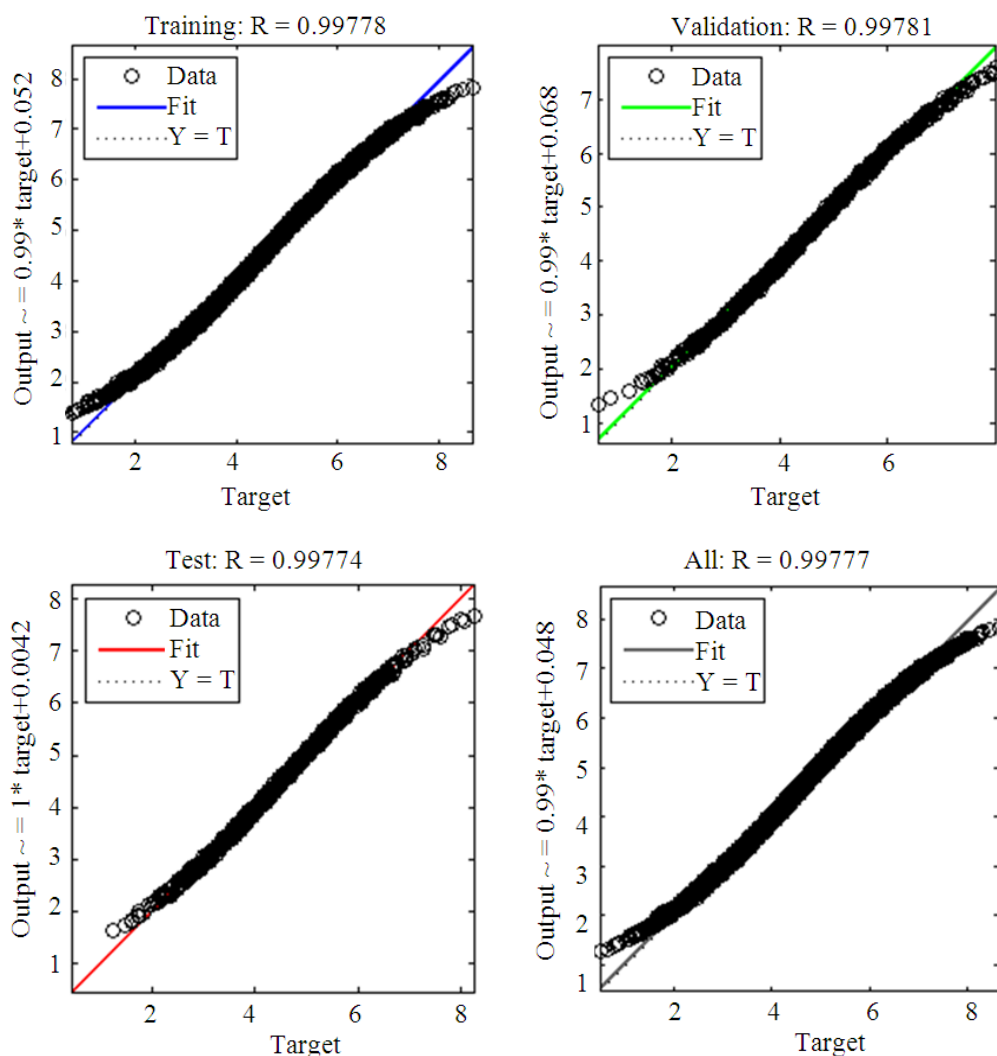 Training: R = 0.99778
Output ~ = 0.99* target+0.052
8
7
6
5
4
3
2
1
Data
Fit
Y = T
2
4
6
8
Target
Validation: R = 0.99781
Output ~ = 0.99* target+0.068
7
6
5
4
3
2
1
Data
Fit
Y = T
2
4
6
Target
Test: R = 0.99774
Output ~ = 1* target+0.0042
8
7
6
5
4
3
2
1
Data
Fit
Y = T
2
4
6
8
Target
All: R = 0.99777
Output ~ = 0.99* target+0.048
8
7
6
5
4
3
2
1
Data
Fit
Y = T
2
4
6
8
Target